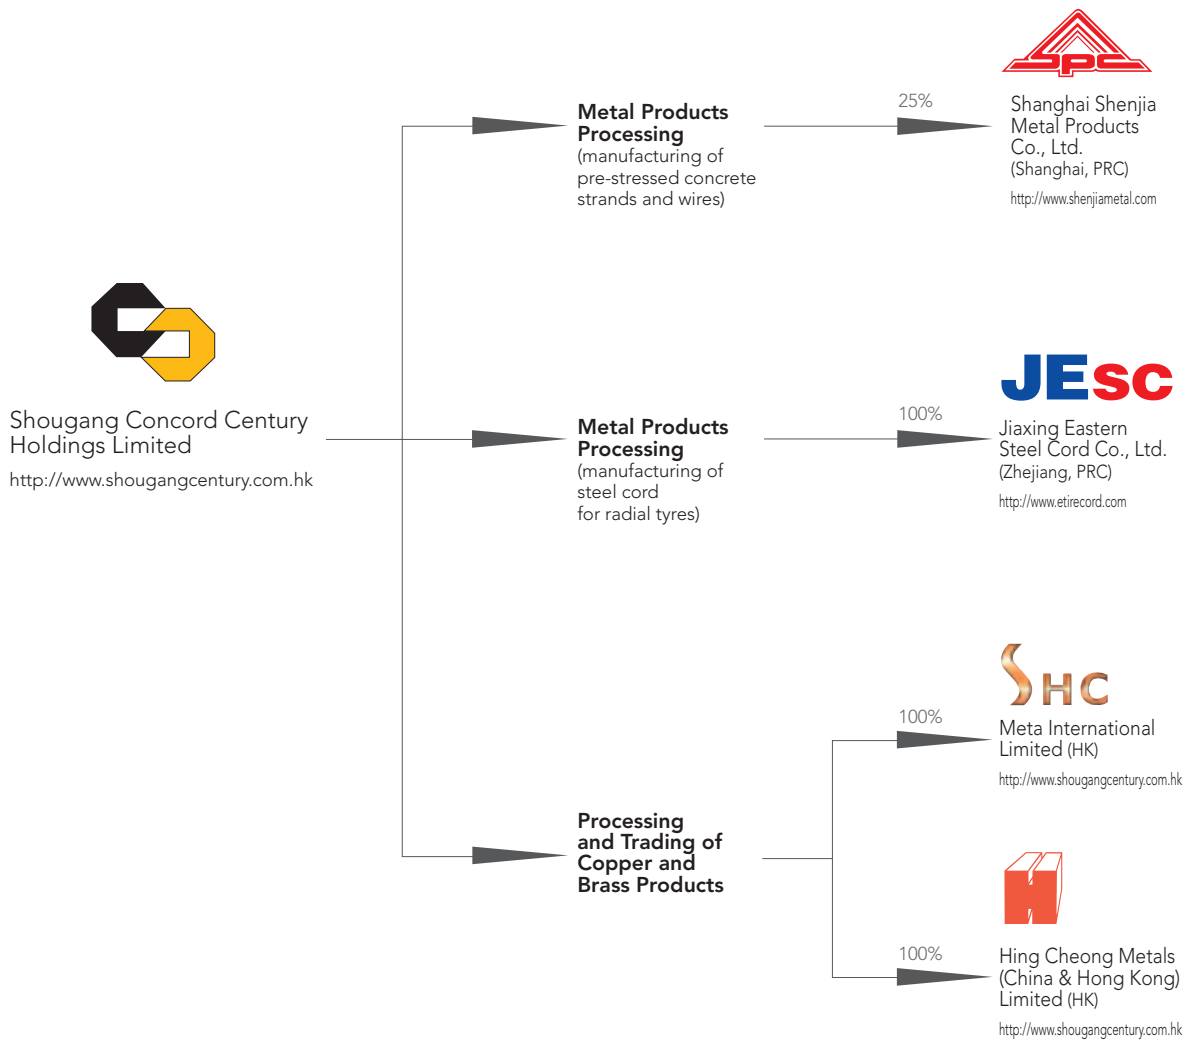 Shougang Concord Century
Holdings Limited
http://www.shougangcentury.com.hk
Metal Products
Processing
(manufacturing of
pre-stressed concrete
strands and wires)
25%
SPC
Shanghai Shenjia
Metal Products
Co., Ltd.
(Shanghai, PRC)
http://www.shenjiametal.com
Metal Products
Processing
(manufacturing of
steel cord
for radial tyres)
100%
JESC
Jiaxing Eastern
Steel Cord Co., Ltd.
(Zhejiang, PRC)
http://www.etirecord.com
Processing
and Trading of
Copper and
Brass Products
100%
SHC
Meta International
Limited (HK)
http://www.shougangcentury.com.hk
100%
H
Hing Cheong Metals
(China & Hong Kong)
Limited (HK)
http://www.shougangcentury.com.hk